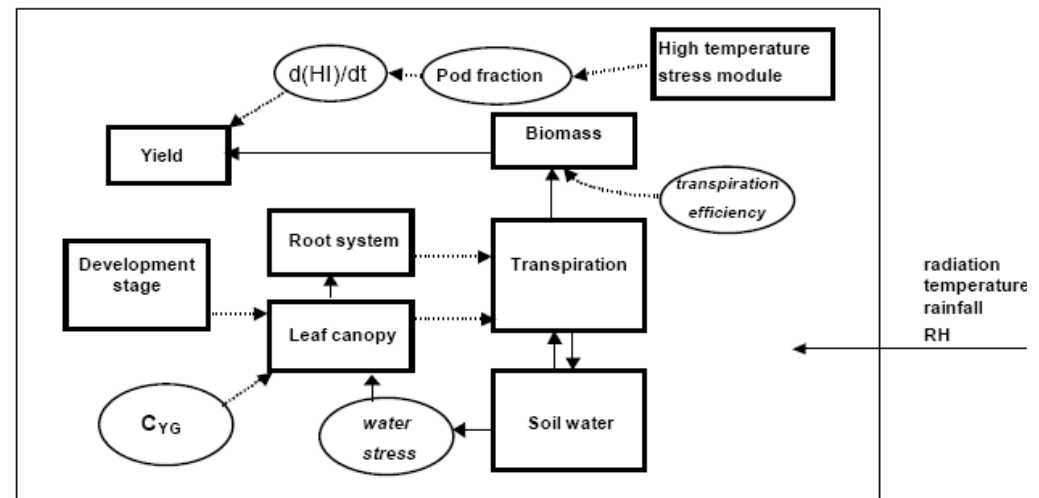 High temperature
stress module
d(HI)/dt
Pod fraction
Biomass
Yield
transpiration
efficiency
Root system
Development
stage
Transpiration
radiation
temperature
rainfall
RH
Leaf canopy
C_YG
water
stress
Soil water